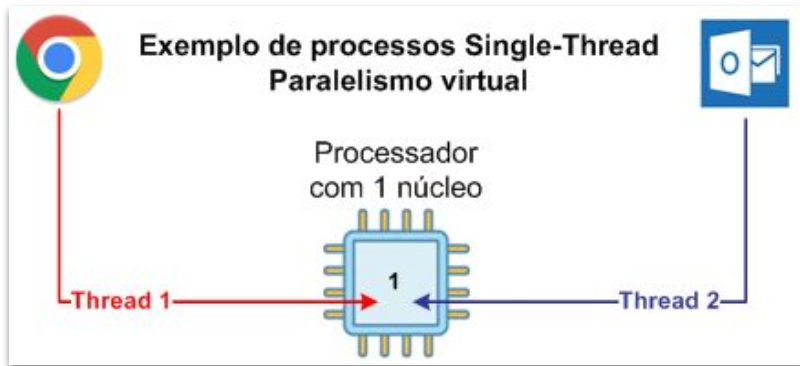 Exemplo de processos Single-Thread
Paralelismo virtual
Processador
com 1 núcleo
1
Thread 1
Thread 2
O